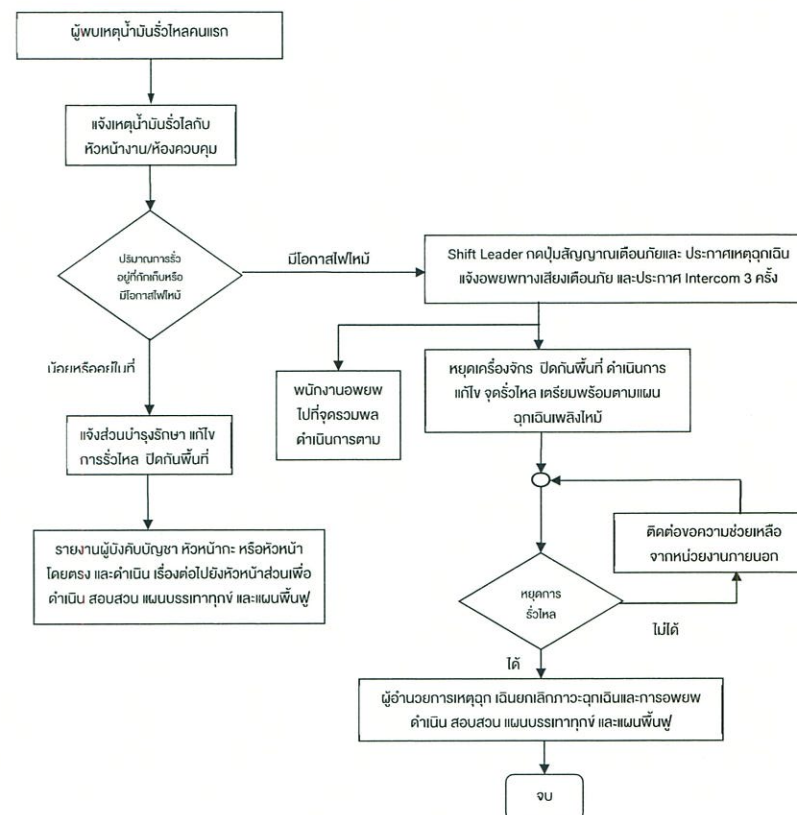 ผู้พบเหตุน้ำมันรั่วไหลคนแรก
แจ้งเหตุน้ำมันรั่วไลกับ
หัวหน้างาน/ห้องควบคุม
ปริมาณการรั่ว
อยู่ที่กักเก็บหรือ
มีโอกาสไฟไหม้
มีโอกาสไฟไหม้
Shift Leader กดปุ่มสัญญาณเตือนภัยและ ประกาศเหตุฉุกเฉิน
แจ้งอพยพทางเสียงเตือนภัย และประกาศ Intercom 3 ครั้ง
น้อยหรืออยู่ในที่
พนักงานอพยพ
ไปที่จุดรวมพล
ดำเนินการตาม
หยุดเครื่องจักร ปิดกั้นพื้นที่ ดำเนินการ
แก้ไข จุดรั่วไหล เตรียมพร้อมตามแผน
ฉุกเฉินเพลิงไหม้
แจ้งส่วนบำรุงรักษา แก้ไข
การรั่วไหล ปิดกั้นพื้นที่
รายงานผู้บังคับบัญชา หัวหน้ากะ หรือหัวหน้า
โดยตรง และดำเนิน เรื่องต่อไปยังหัวหน้าส่วนเพื่อ
ดำเนิน สอบสวน แผนบรรเทาทุกข์ และแผนฟื้นฟู
ติดต่อขอความช่วยเหลือ
จากหน่วยงานภายนอก
หยุดการ
รั่วไหล
ไม่ได้
ได้
ผู้อำนวยการเหตุฉุก เฉินยกเลิกภาวะฉุกเฉินและการอพยพ
ดำเนิน สอบสวน แผนบรรเทาทุกข์ และแผนฟื้นฟู
จบ